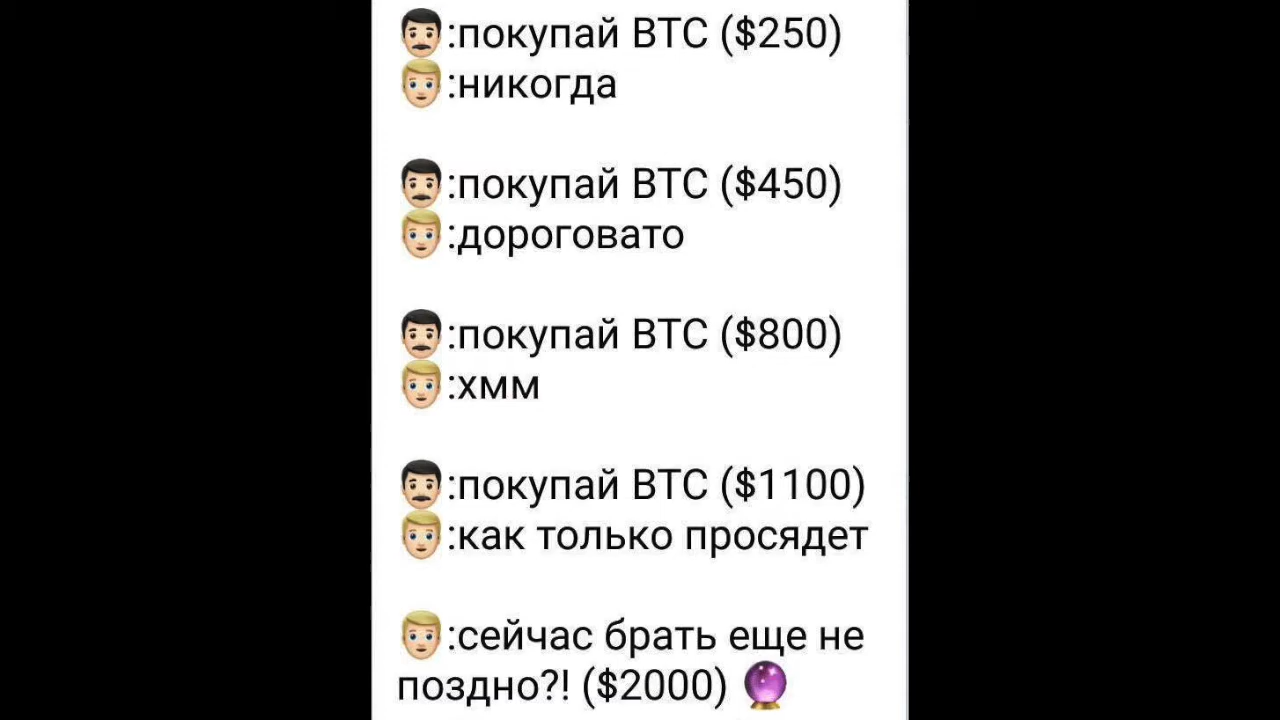 👨🏻:покупай BTC ($250)
👱🏼:никогда
👨🏻:покупай BTC ($450)
👱🏼:дороговато
👨🏻:покупай BTC ($800)
👱🏼:хмм
👨🏻:покупай BTC ($1100)
👱🏼:как только просядет
👱🏼:сейчас брать еще не
поздно?! ($2000) 🔮